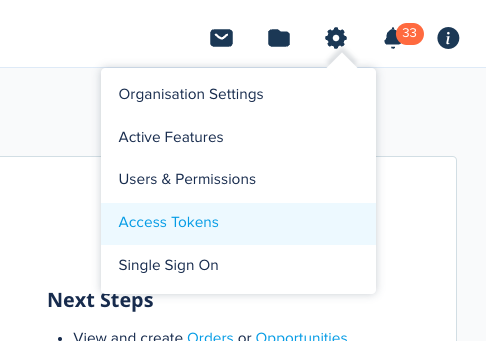 33
i
Organisation Settings
Active Features
Users & Permissions
Access Tokens
Single Sign On
Next Steps
• View and create Orders or Opportunities